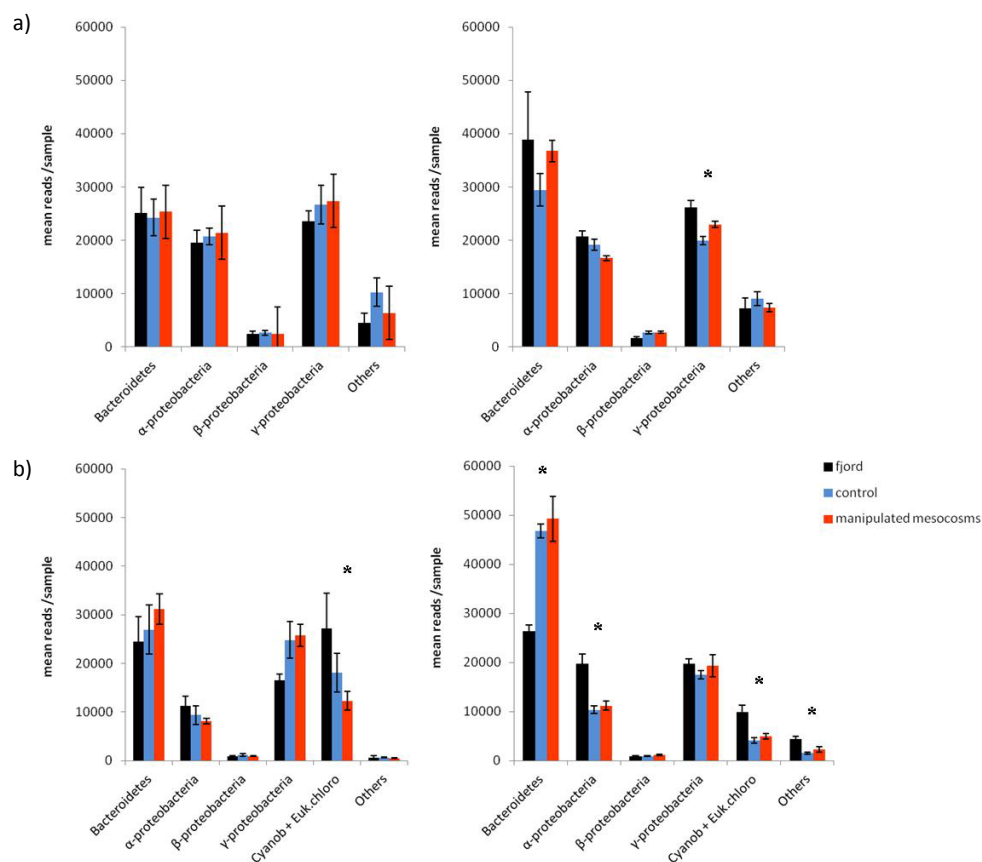 a)
60000
50000
40000
30000
20000
10000
0
mean reads /sample
Bacteroidetes
α-proteobacteria
β-proteobacteria
γ-proteobacteria
Others
60000
50000
40000
30000
20000
10000
0
mean reads /sample
*
Bacteroidetes
α-proteobacteria
β-proteobacteria
γ-proteobacteria
Others
b)
60000
50000
40000
30000
20000
10000
0
mean reads/sample
*
Bacteroidetes
α-proteobacteria
β-proteobacteria
γ-proteobacteria
Cyanob + Euk.chloro
Others
60000
50000
40000
30000
20000
10000
0
mean reads/sample
*
*
*
*
Bacteroidetes
α-proteobacteria
β-proteobacteria
γ-proteobacteria
Cyanob + Euk.chloro
Others
fjord
control
manipulated mesocosms